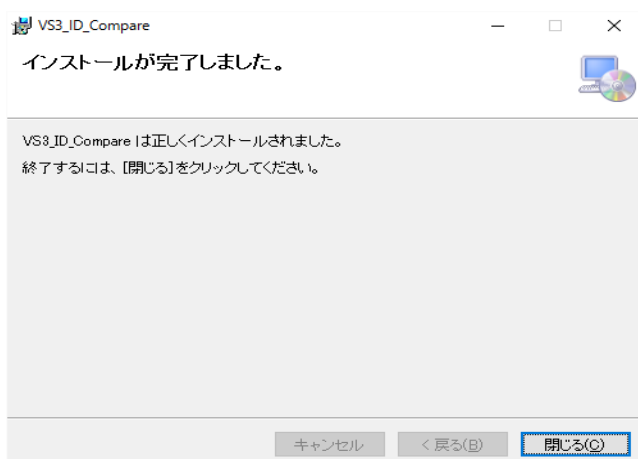 VS3_ID_Compare
インストールが完了しました。
VS3_ID_Compare は正しくインストールされました。
終了するには、[閉じる]をクリックしてください。
キャンセル
< 戻る(B)
閉じる(C)